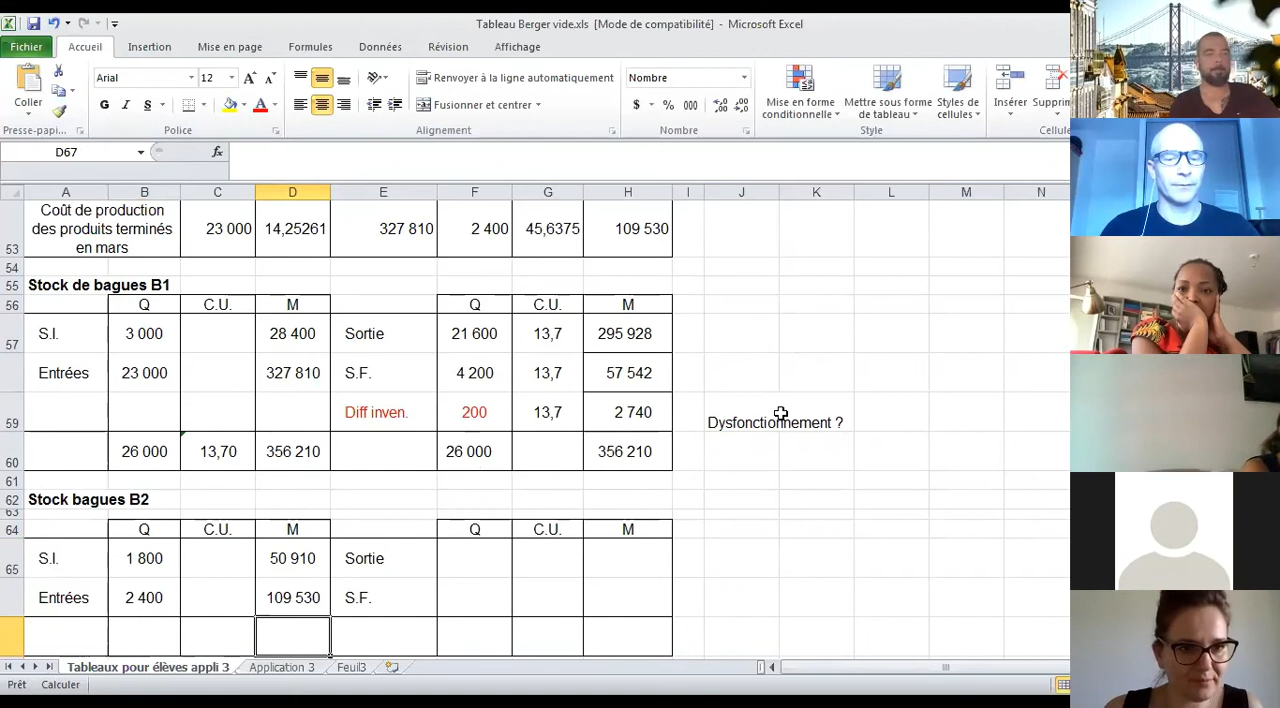 Tableau Berger vide.xls [Mode de compatibilité] - Microsoft Excel
Fichier Accueil Insertion Mise en page Formules Données Révision Affichage
Coller
Arial 12
Renvoyer à la ligne automatiquement
Nombre
G I S
Fusionner et centrer
$ % 000
Mise en forme conditionnelle
Mettre sous forme de tableau
Styles de cellules
Insérer
Supprim
Presse-papi... Police Alignement Nombre Style Cellule
D67 fx
A B C D E F G H I J K L M N
53 Coût de production des produits terminés en mars 23 000 14,25261 327 810 2 400 45,6375 109 530
54
55 Stock de bagues B1
56 Q C.U. M Q C.U. M
57 S.I. 3 000 28 400 Sortie 21 600 13,7 295 928
Entrées 23 000 327 810 S.F. 4 200 13,7 57 542
59 Diff inven. 200 13,7 2 740 Dysfonctionnement ?
60 26 000 13,70 356 210 26 000 356 210
61
62 Stock bagues B2
63
64 Q C.U. M Q C.U. M
65 S.I. 1 800 50 910 Sortie
Entrées 2 400 109 530 S.F.
Tableaux pour élèves appli 3 Application 3 Feuil3
Prêt Calculer